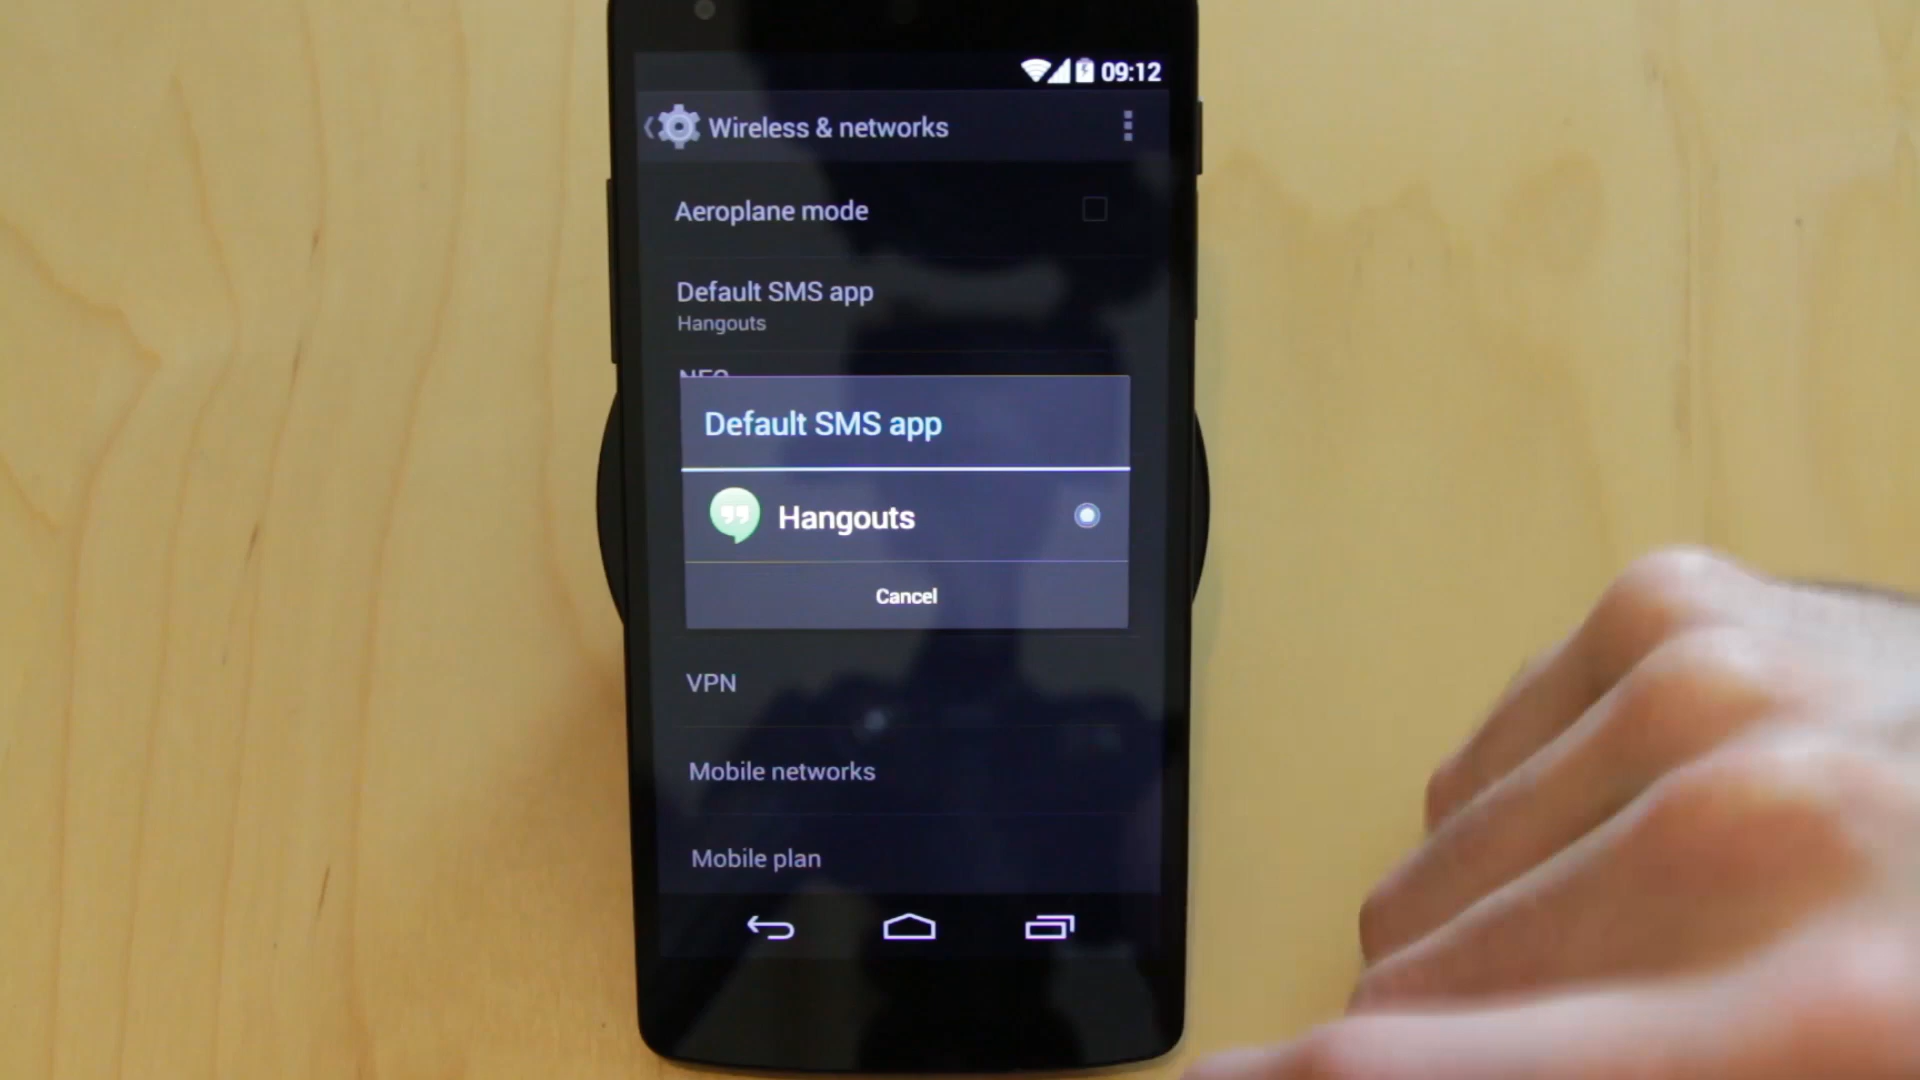 09:12
Wireless & networks
Aeroplane mode
Default SMS app
Hangouts
NFC
Default SMS app
Hangouts
Cancel
VPN
Mobile networks
Mobile plan